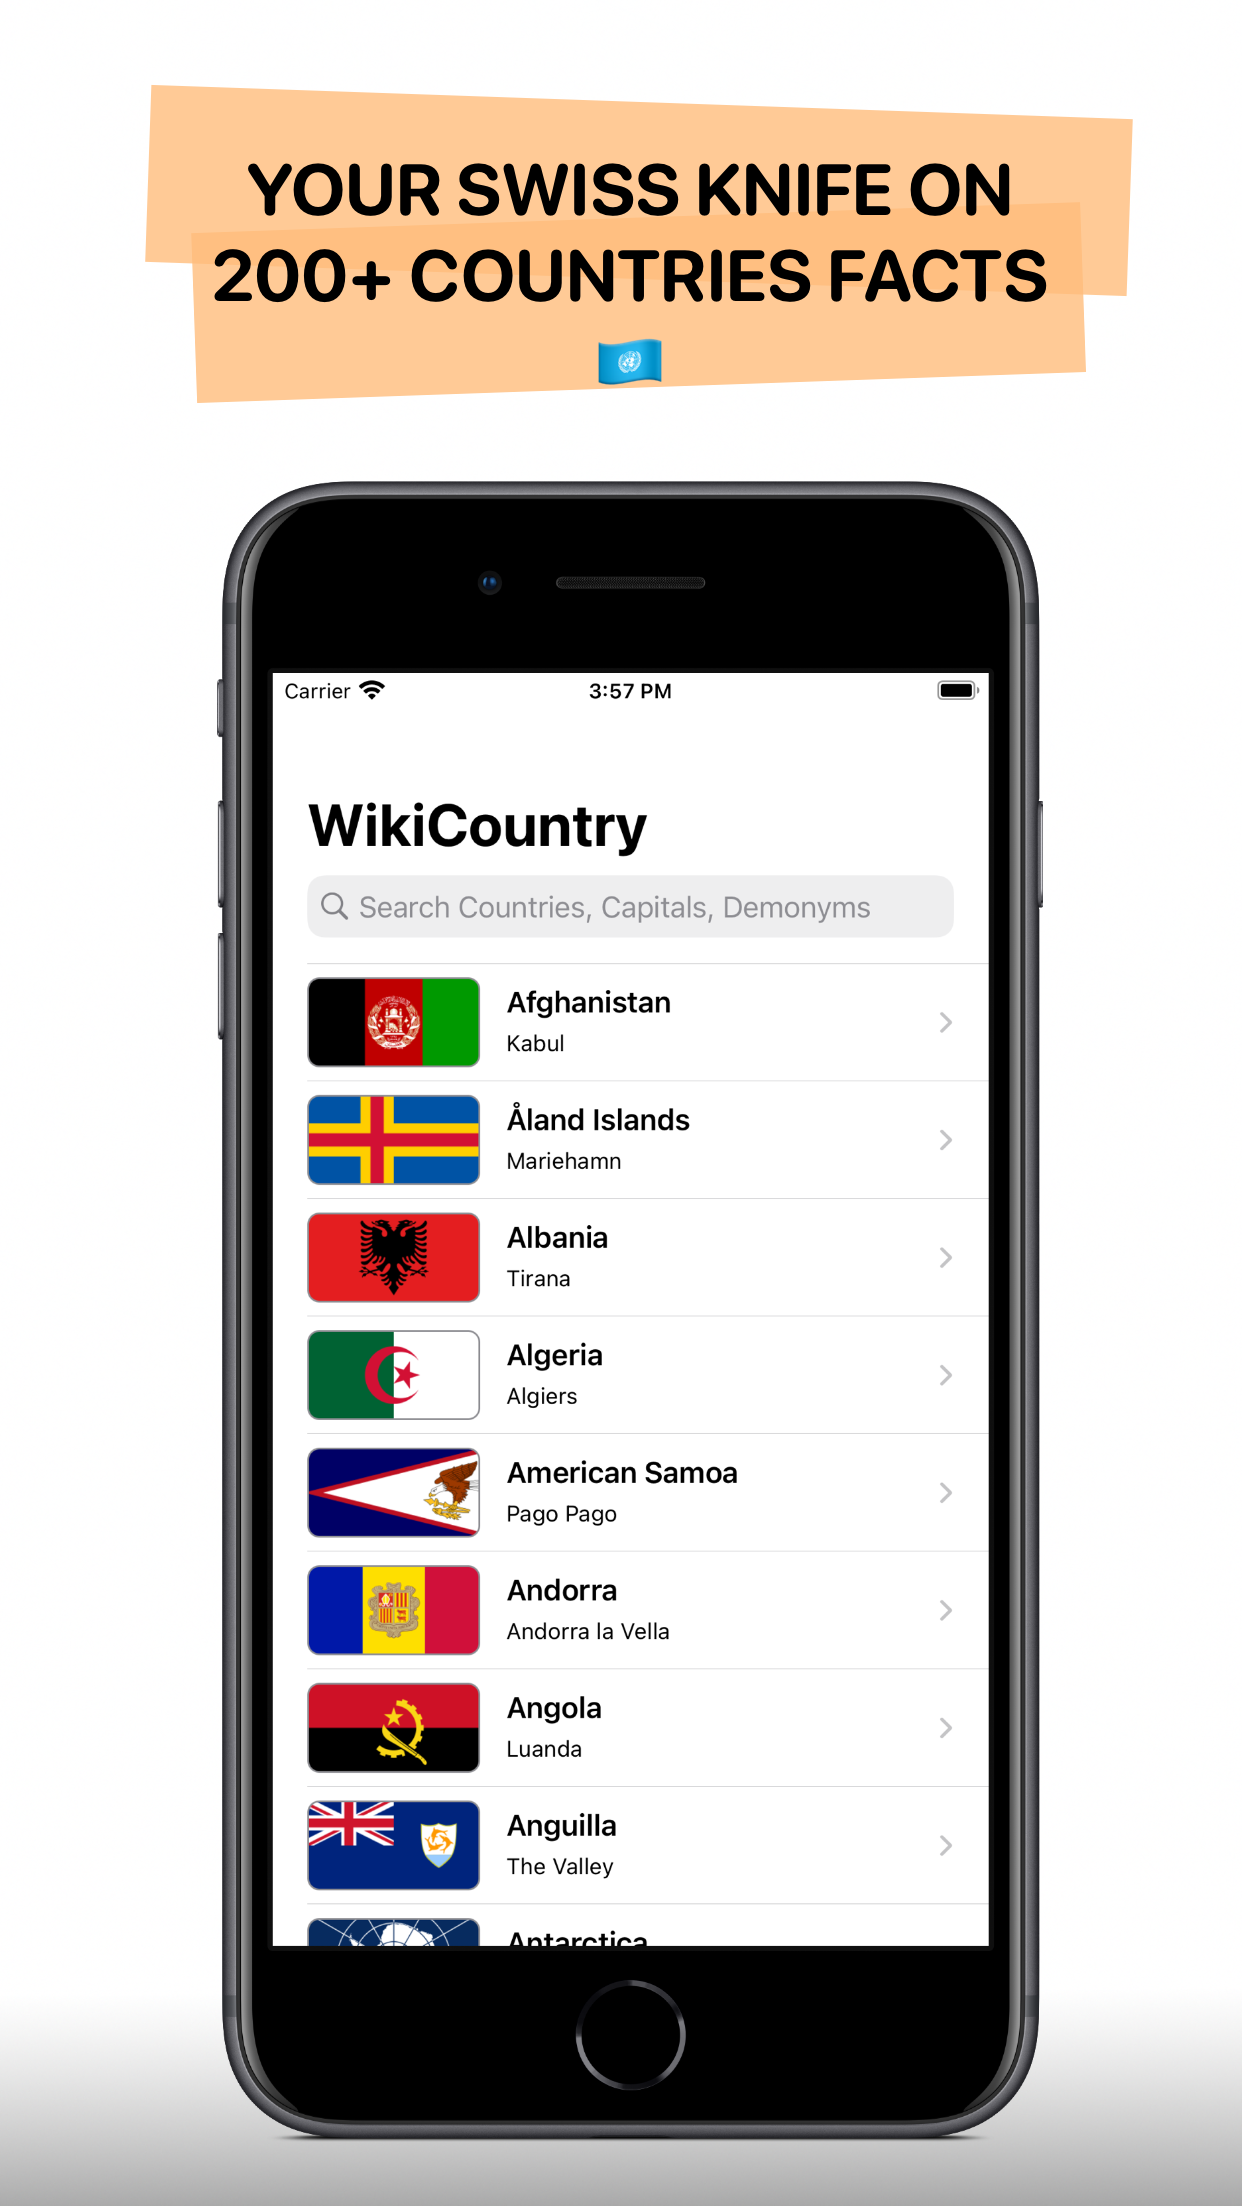 YOUR SWISS KNIFE ON
200+ COUNTRIES FACTS
Carrier
3:57 PM
WikiCountry
Search Countries, Capitals, Demonyms
Afghanistan
Kabul
Åland Islands
Mariehamn
Albania
Tirana
Algeria
Algiers
American Samoa
Pago Pago
Andorra
Andorra la Vella
Angola
Luanda
Anguilla
The Valley
Antarctica